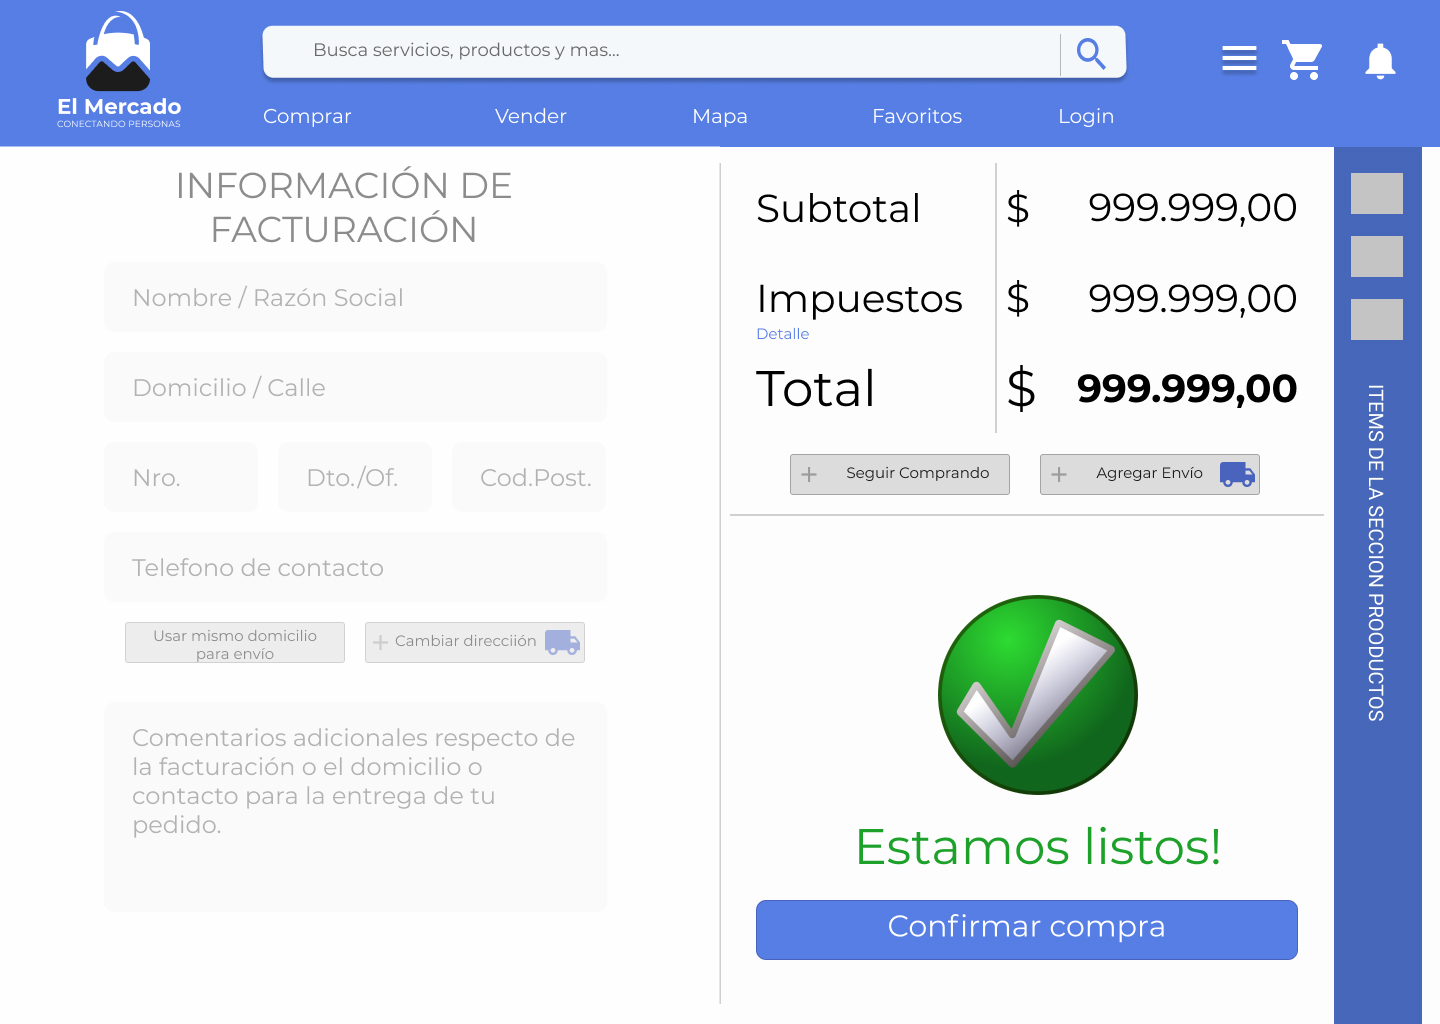 El Mercado
CONECTANDO PERSONAS
Busca servicios, productos y mas...
Comprar
Vender
Mapa
Favoritos
Login
INFORMACIÓN DE
FACTURACIÓN
Nombre / Razón Social
Domicilio / Calle
Nro.
Dto./Of.
Cod.Post.
Telefono de contacto
Usar mismo domicilio
para envío
+ Cambiar direcciión
Comentarios adicionales respecto de
la facturación o el domicilio o
contacto para la entrega de tu
pedido.
Subtotal $ 999.999,00
Impuestos $ 999.999,00
Detalle
Total $ 999.999,00
+ Seguir Comprando
+ Agregar Envío
Estamos listos!
Confirmar compra
ITEMS DE LA SECCION PROODUCTOS